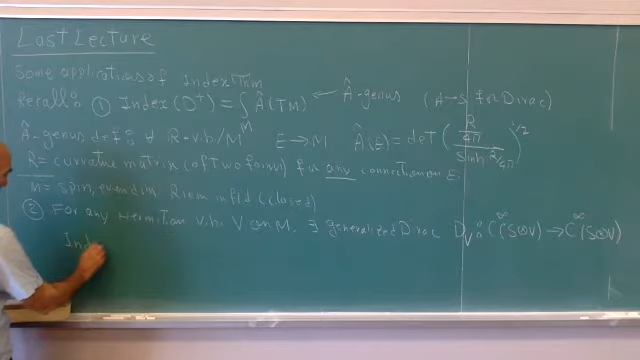 Last Lecture
Some applications of Index Thm
Recall: ① Index(D⁺) = ∫_M Â(TM) ← Â-genus (A→S for Dirac)
Â-genus def: ∀ R-v.b./M E→M, Â(E) = det ( (R/4π) / (sinh R/4π) )^{1/2}
R = curvature matrix (of two forms) for any connection on E.
M = spin, even dim Riem mfld (closed)
② For any Hermitian v.b. V on M. ∃ generalized Dirac D_V: C^∞(S⊗V) → C^∞(S⊗V)
Ind